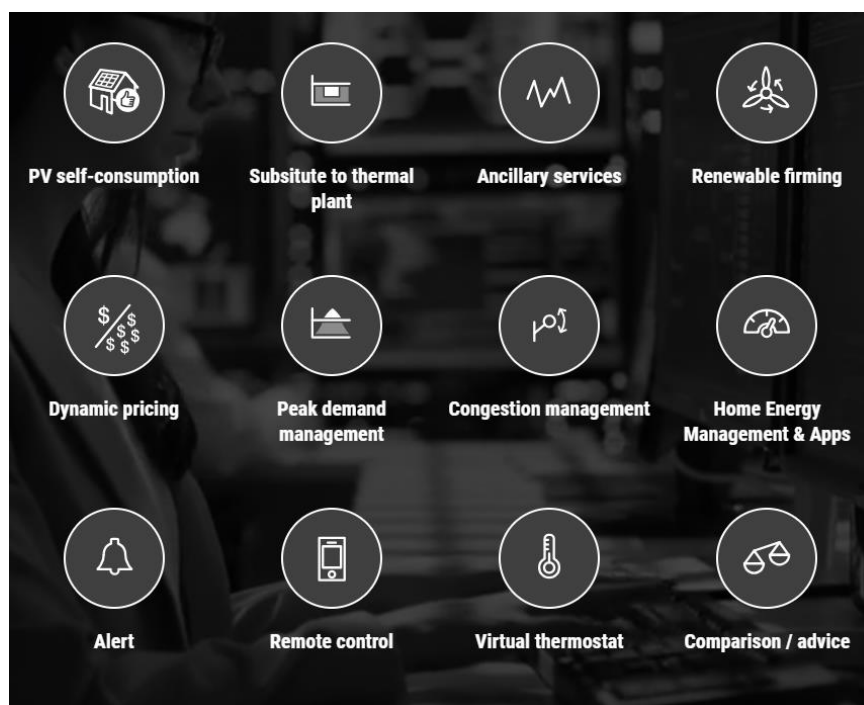 PV self-consumption
Subsitute to thermal
plant
Ancillary services
Renewable firming
Dynamic pricing
Peak demand
management
Congestion management
Home Energy
Management & Apps
Alert
Remote control
Virtual thermostat
Comparison / advice